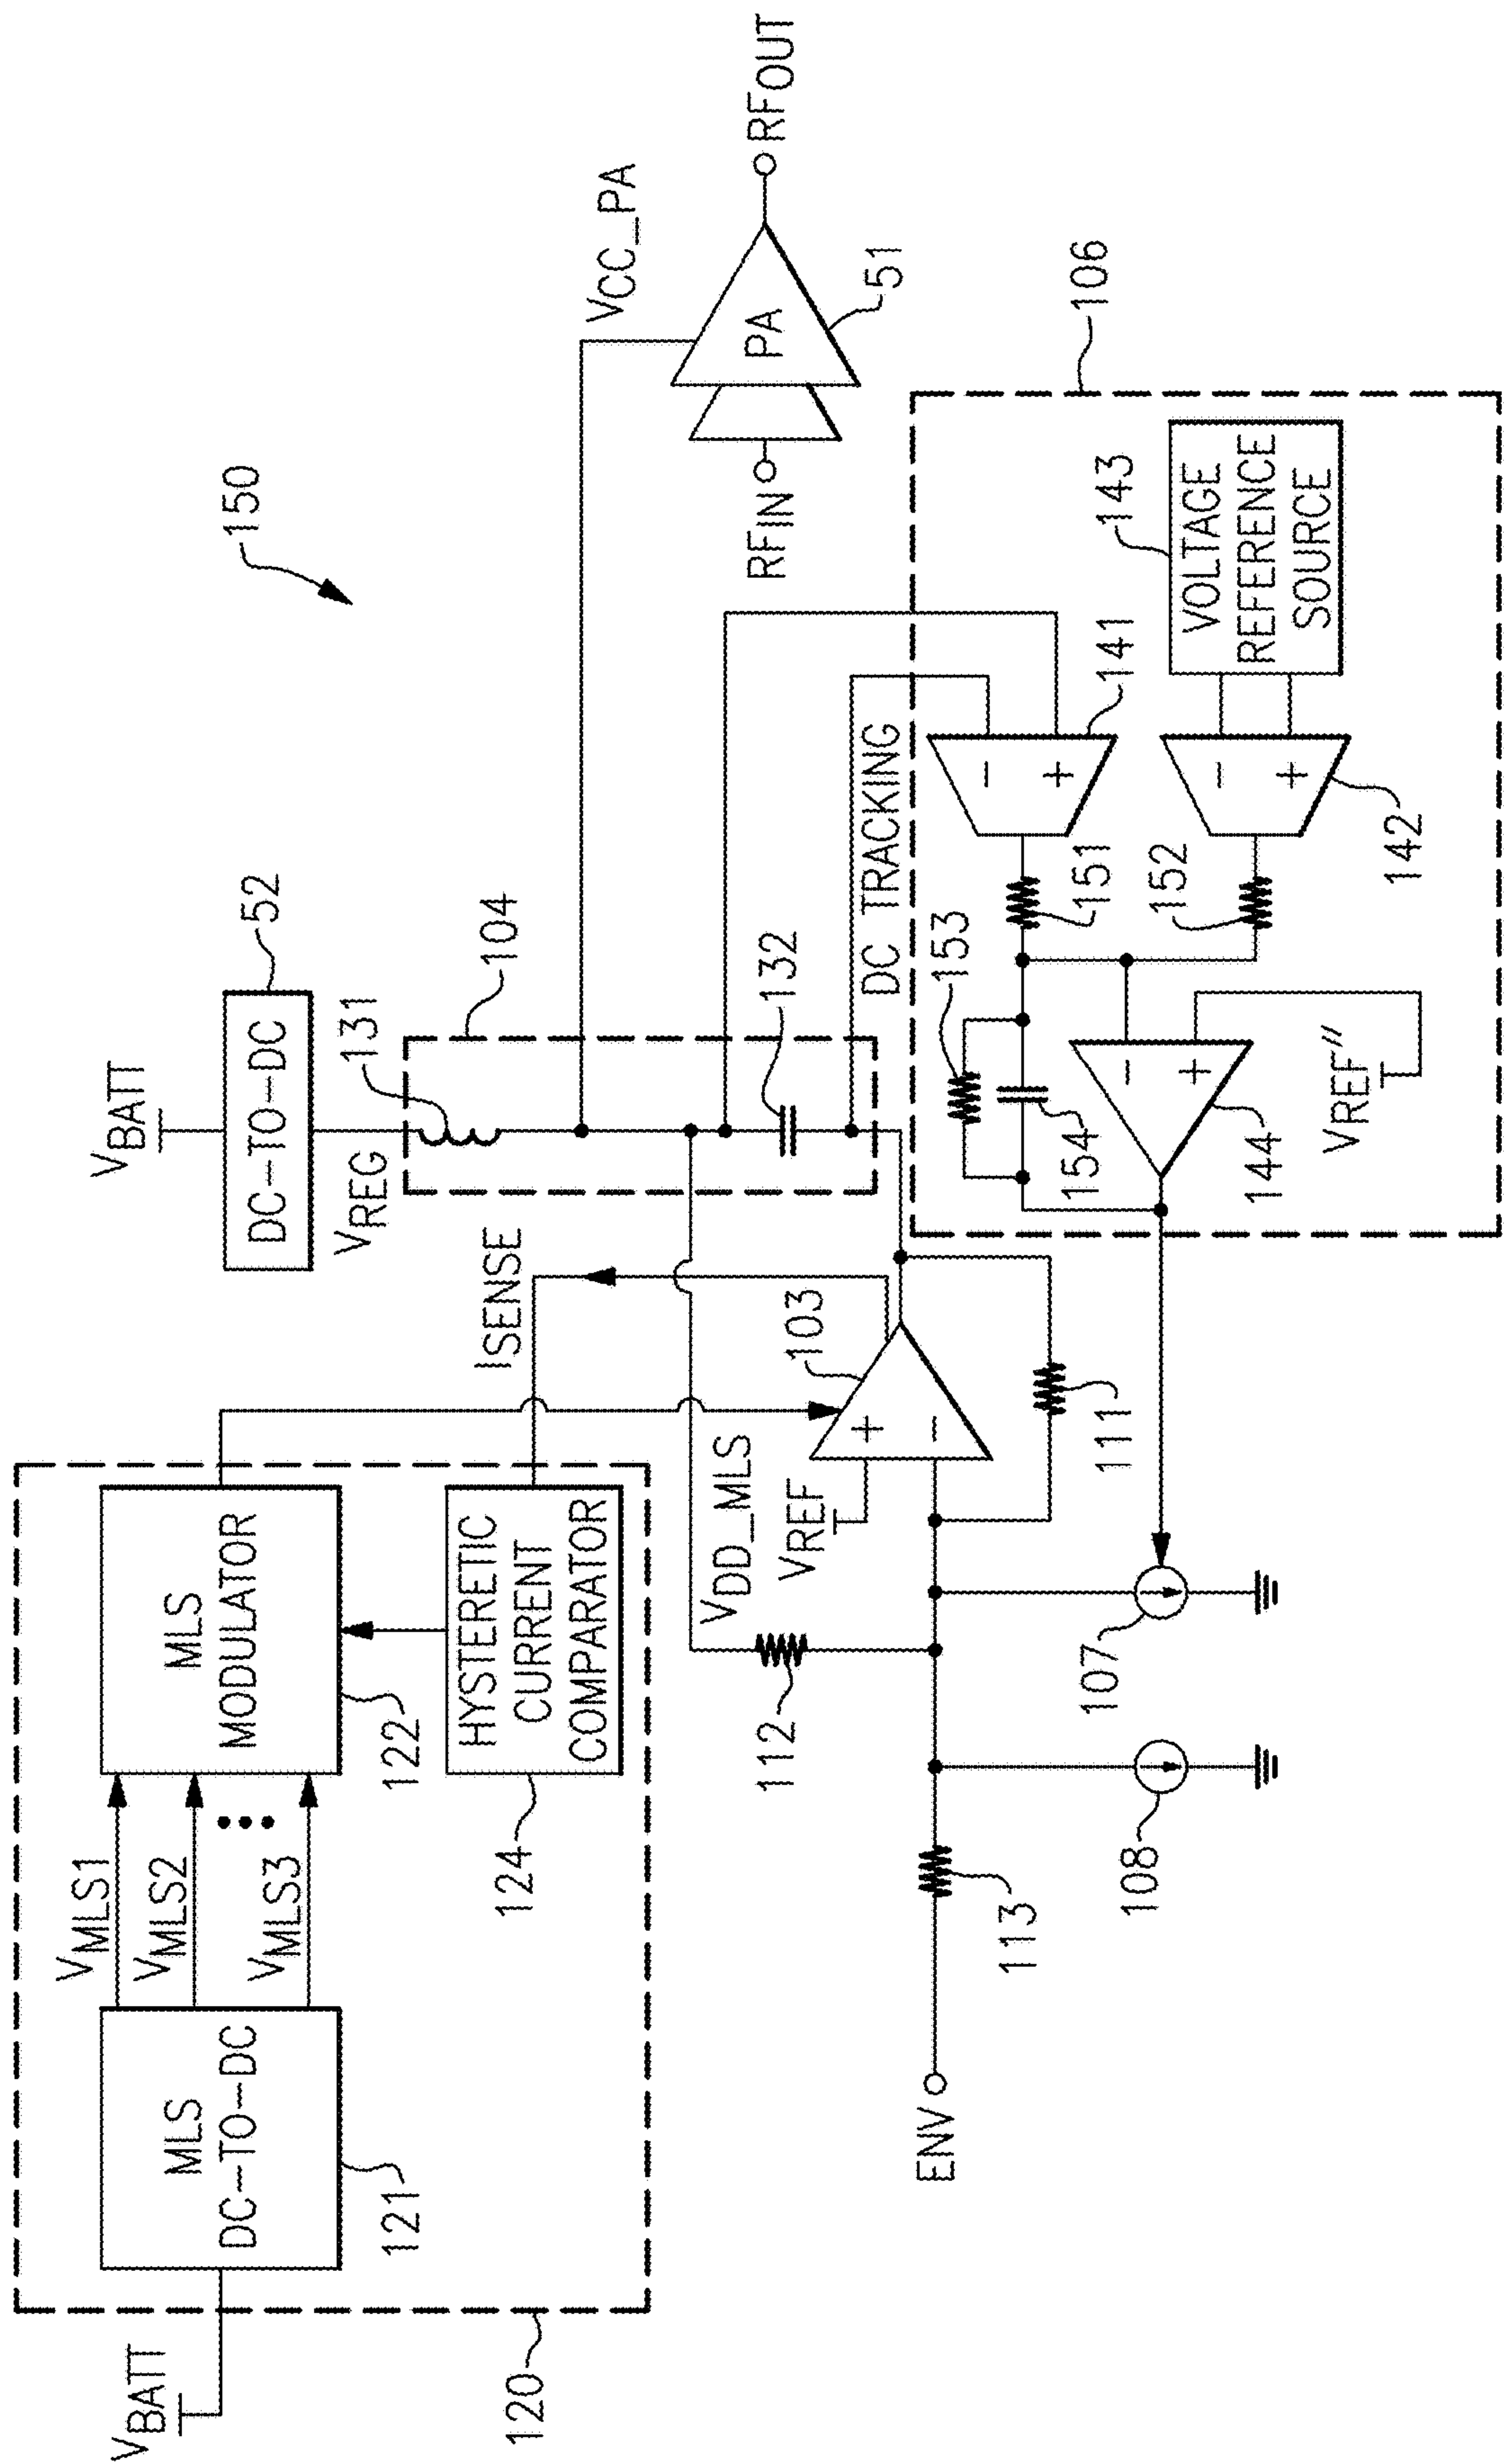 150
VBATT
MLS
DC–TO–DC
121
VMLS1
VMLS2
VMLS3
MLS
MODULATOR
122
HYSTERETIC
CURRENT
COMPARATOR
124
120
ISENSE
VDD_MLS
VBATT
DC–TO–DC
52
VREG
131
104
132
VCC_PA
PA
51
RFIN
RFOUT
VREF
+
–
103
111
112
113
ENV
108
107
DC TRACKING
106
–
+
141
–
+
142
VOLTAGE
REFERENCE
SOURCE
143
151
152
153
154
–
+
144
VREF″